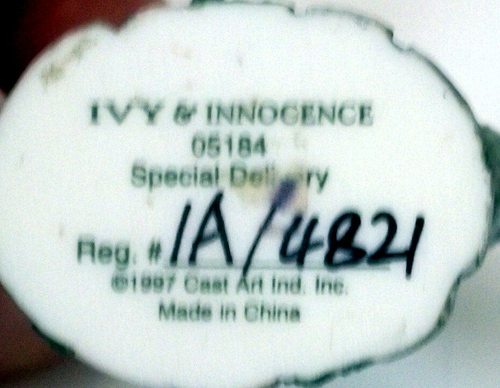 IVY & INNOCENCE
05184
Special Delivery
Reg. # 1A/4821
©1997 Cast Art Ind. Inc.
Made in China